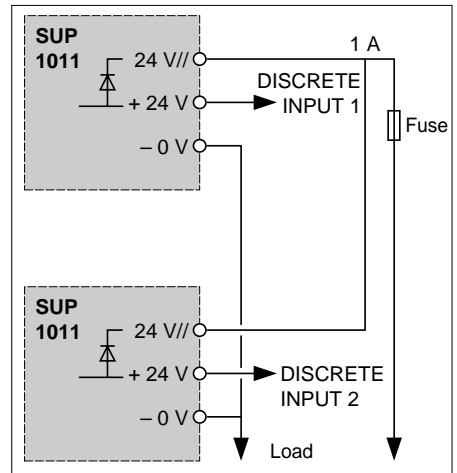 SUP
1011
24 V//
1 A
+ 24 V
DISCRETE
INPUT 1
– 0 V
Fuse
SUP
1011
24 V//
+ 24 V
DISCRETE
INPUT 2
– 0 V
Load